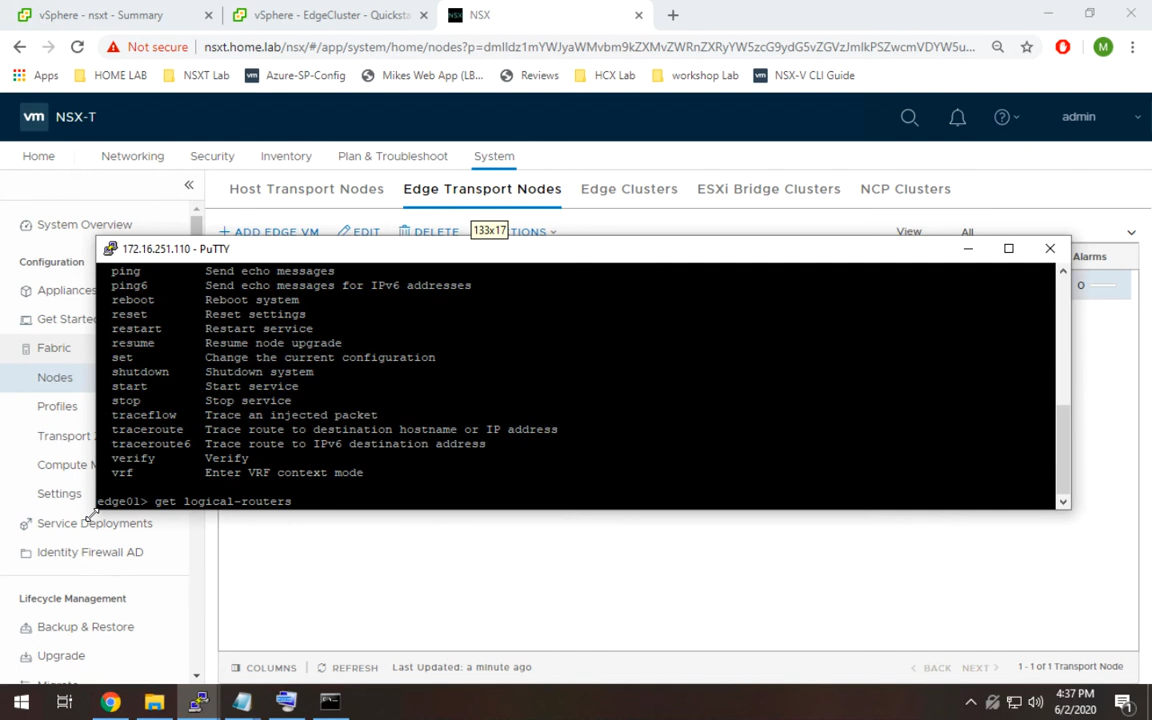 vSphere - nsxt - Summary
vSphere - EdgeCluster - Quicksta
NSX
Not secure
nsxt.home.lab/nsx/#/app/system/home/nodes?p=dmlldz1mYWJyaWMvbm9kZXMvZWRnZXRyYW5zcG9ydG5vZGVzJmlkPSZwcmV0YW5...
Apps
HOME LAB
NSXT Lab
Azure-SP-Config
Mikes Web App (LB...
Reviews
HCX Lab
workshop Lab
NSX-V CLI Guide
M
vm NSX-T
admin
Home
Networking
Security
Inventory
Plan & Troubleshoot
System
Host Transport Nodes
Edge Transport Nodes
Edge Clusters
ESXi Bridge Clusters
NCP Clusters
System Overview
Configuration
Appliances
Get Starte
Fabric
Nodes
Profiles
Transport
Compute M
Settings
Service Deployments
Identity Firewall AD
Lifecycle Management
Backup & Restore
Upgrade
+ ADD EDGE VM
EDIT
DELETE
133x17
TIONS
View
All
Alarms
0
172.16.251.110 - PuTTY
ping Send echo messages
ping6 Send echo messages for IPv6 addresses
reboot Reboot system
reset Reset settings
restart Restart service
resume Resume node upgrade
set Change the current configuration
shutdown Shutdown system
start Start service
stop Stop service
traceflow Trace an injected packet
traceroute Trace route to destination hostname or IP address
traceroute6 Trace route to IPv6 destination address
verify Verify
vrf Enter VRF context mode
edge01> get logical-routers
COLUMNS
REFRESH
Last Updated: a minute ago
BACK
NEXT
1 - 1 of 1 Transport Node
4:37 PM
6/2/2020
1